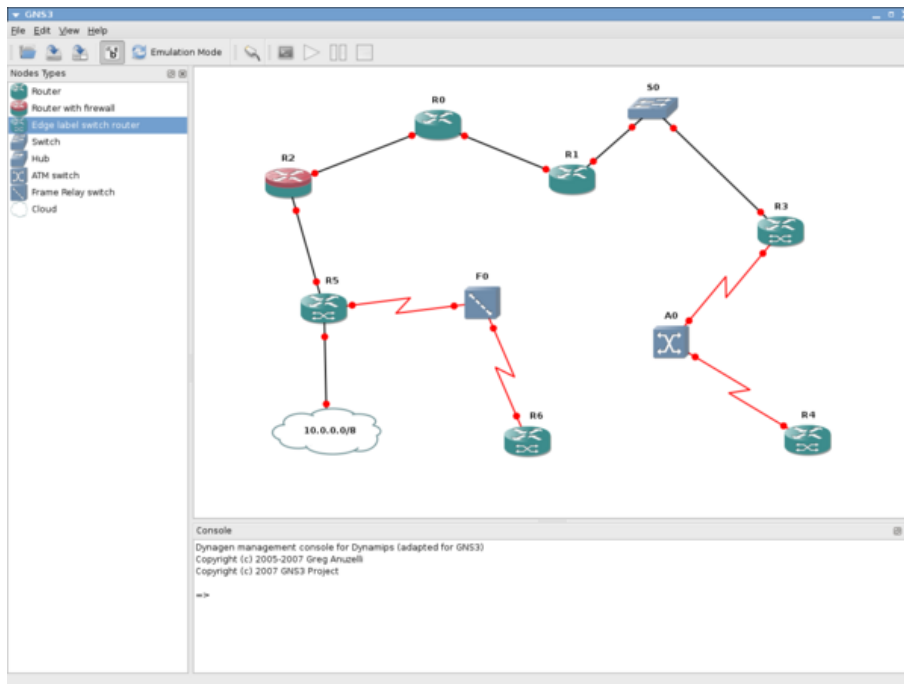 GNS3
File Edit View Help
Emulation Mode
Nodes Types
Router
Router with firewall
Edge label switch router
Switch
Hub
ATM switch
Frame Relay switch
Cloud
S0
R0
R1
R2
R3
R5
F0
A0
R6
R4
10.0.0.0/8
Console
Dynagen management console for Dynamips (adapted for GNS3)
Copyright (c) 2005-2007 Greg Anuzelli
Copyright (c) 2007 GNS3 Project
=>